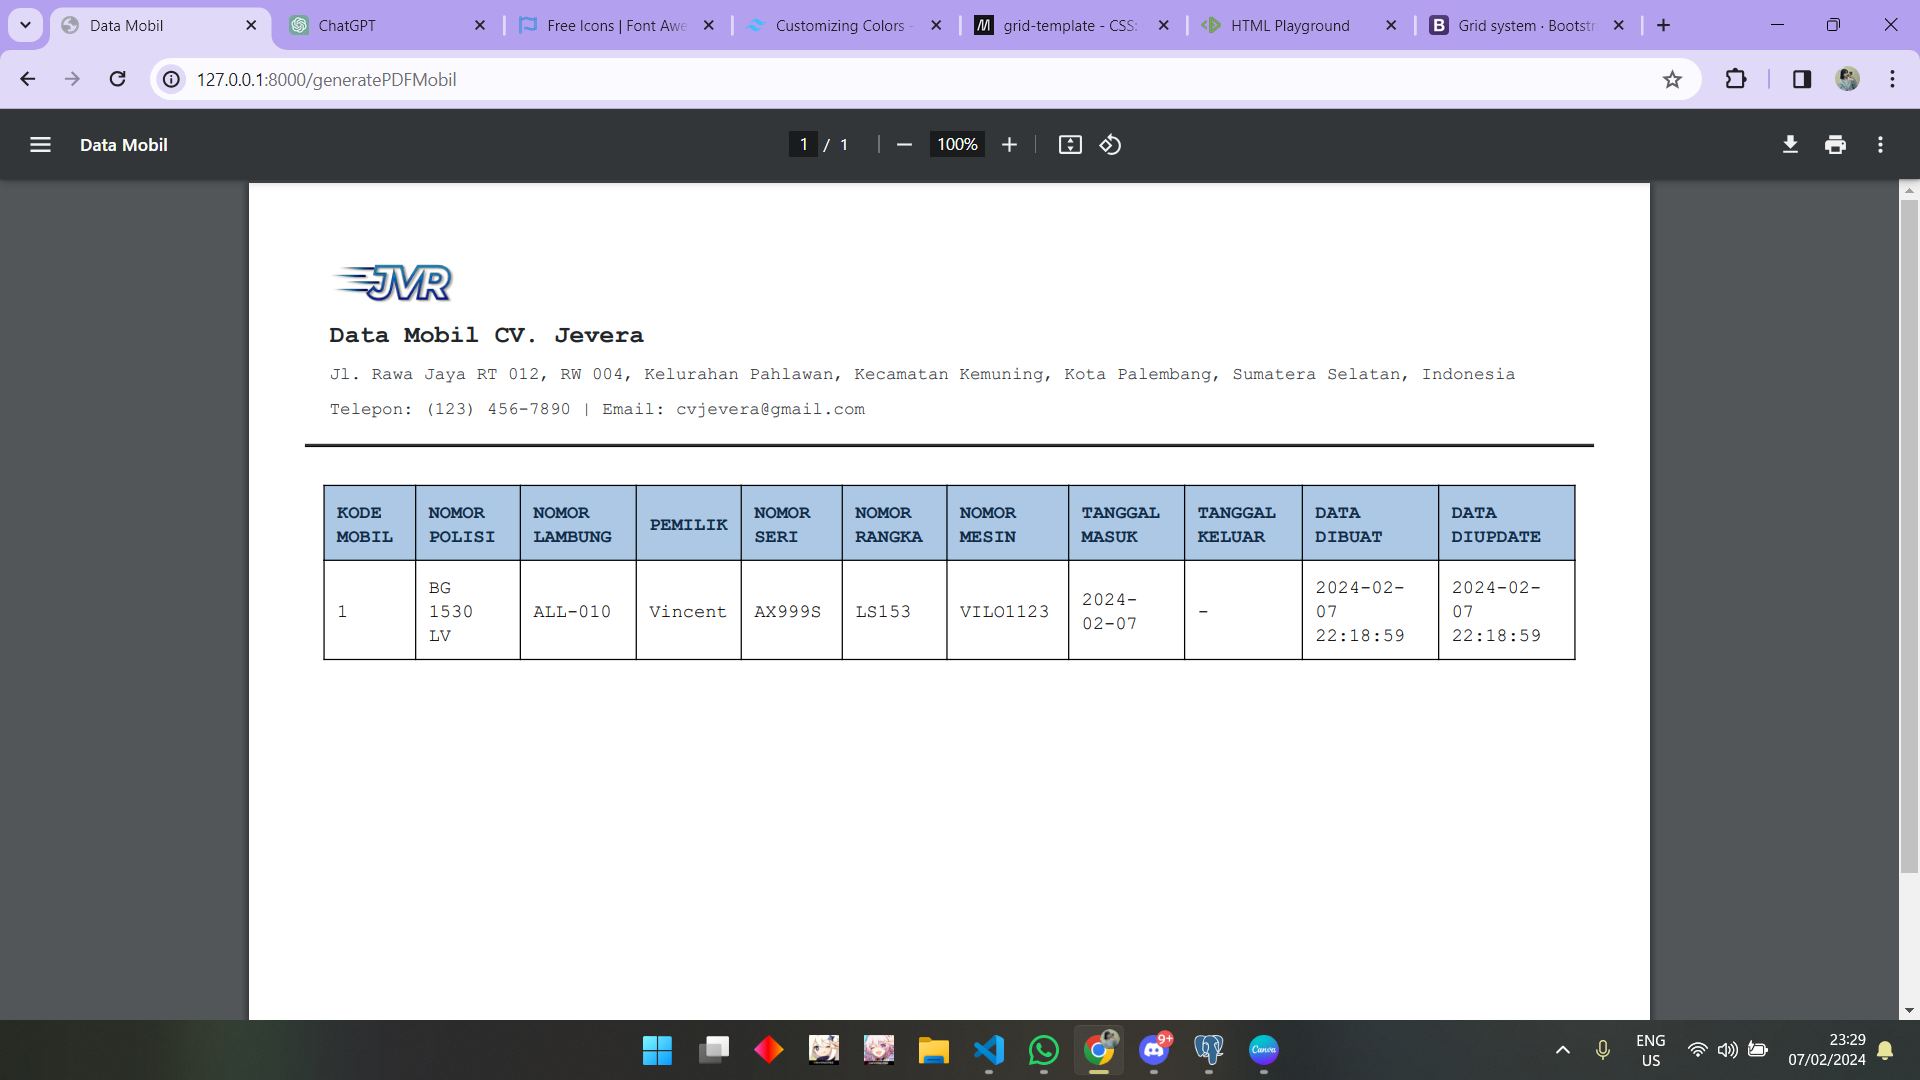 Data Mobil
ChatGPT
Free Icons | Font Awe
Customizing Colors -
grid-template - CSS:
HTML Playground
Grid system · Bootstr
127.0.0.1:8000/generatePDFMobil
Data Mobil
1 / 1
100%
JVR
Data Mobil CV. Jevera
Jl. Rawa Jaya RT 012, RW 004, Kelurahan Pahlawan, Kecamatan Kemuning, Kota Palembang, Sumatera Selatan, Indonesia
Telepon: (123) 456-7890 | Email: cvjevera@gmail.com
KODE MOBIL
NOMOR POLISI
NOMOR LAMBUNG
PEMILIK
NOMOR SERI
NOMOR RANGKA
NOMOR MESIN
TANGGAL MASUK
TANGGAL KELUAR
DATA DIBUAT
DATA DIUPDATE
1
BG 1530 LV
ALL-010
Vincent
AX999S
LS153
VILO1123
2024-02-07
-
2024-02-07 22:18:59
2024-02-07 22:18:59
9+
Canva
ENG
US
23:29
07/02/2024